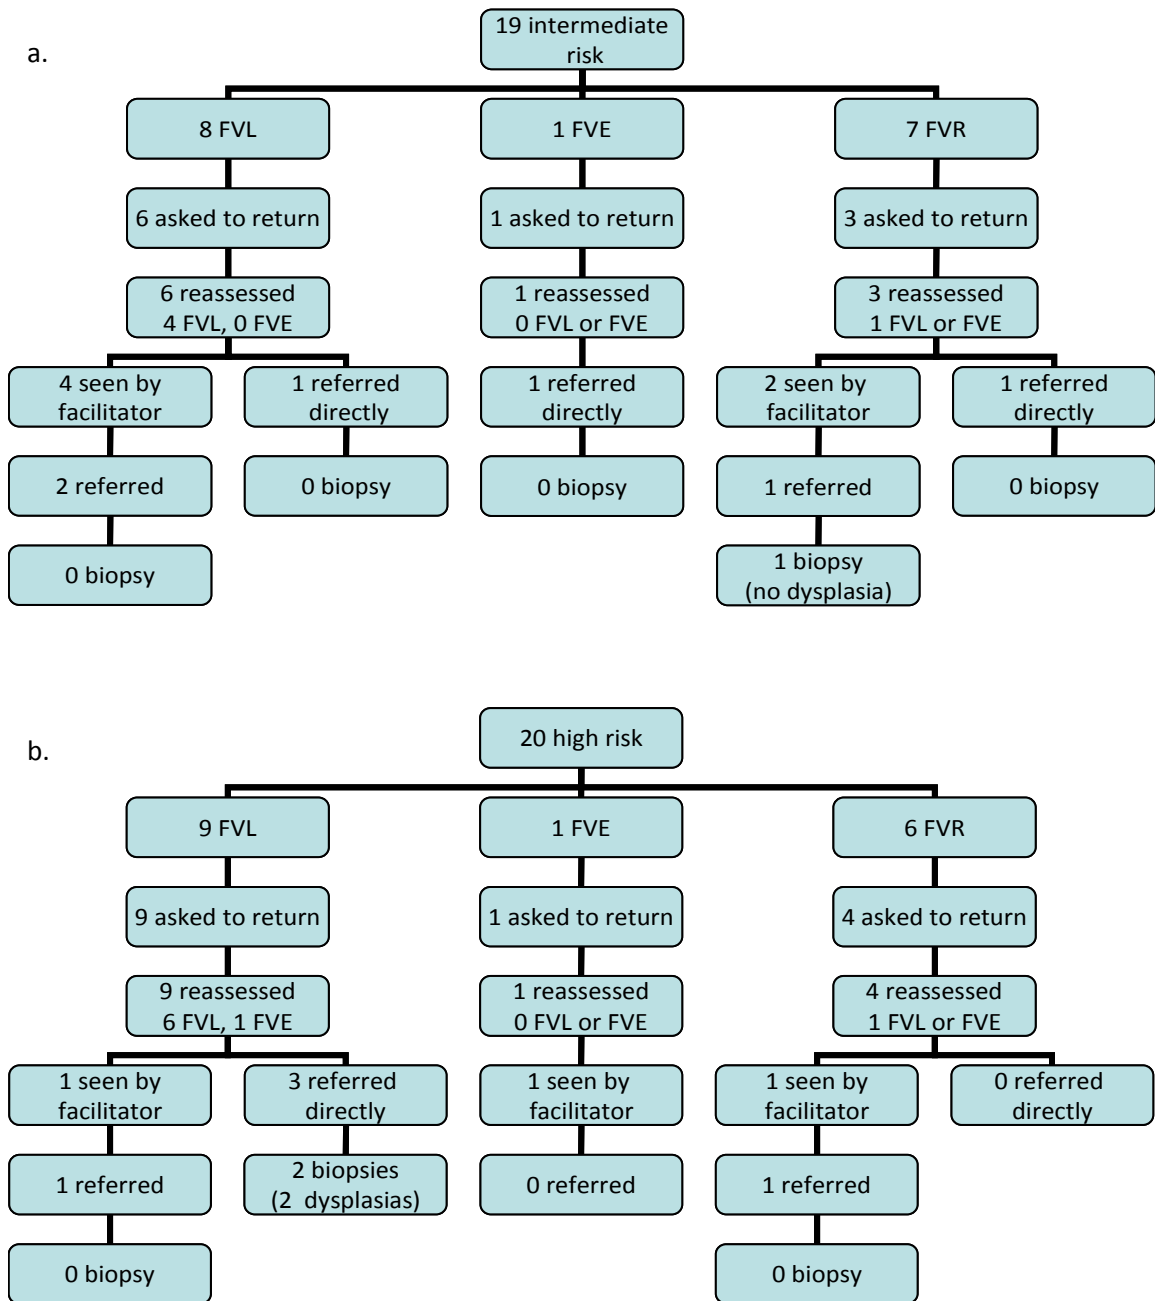 a.
19 intermediate
risk
8 FVL
1 FVE
7 FVR
6 asked to return
1 asked to return
3 asked to return
6 reassessed
4 FVL, 0 FVE
1 reassessed
0 FVL or FVE
3 reassessed
1 FVL or FVE
4 seen by
facilitator
1 referred
directly
1 referred
directly
2 seen by
facilitator
1 referred
directly
2 referred
0 biopsy
0 biopsy
1 referred
0 biopsy
0 biopsy
1 biopsy
(no dysplasia)
b.
20 high risk
9 FVL
1 FVE
6 FVR
9 asked to return
1 asked to return
4 asked to return
9 reassessed
6 FVL, 1 FVE
1 reassessed
0 FVL or FVE
4 reassessed
1 FVL or FVE
1 seen by
facilitator
3 referred
directly
1 seen by
facilitator
1 seen by
facilitator
0 referred
directly
1 referred
2 biopsies
(2 dysplasias)
0 referred
1 referred
0 biopsy
0 biopsy